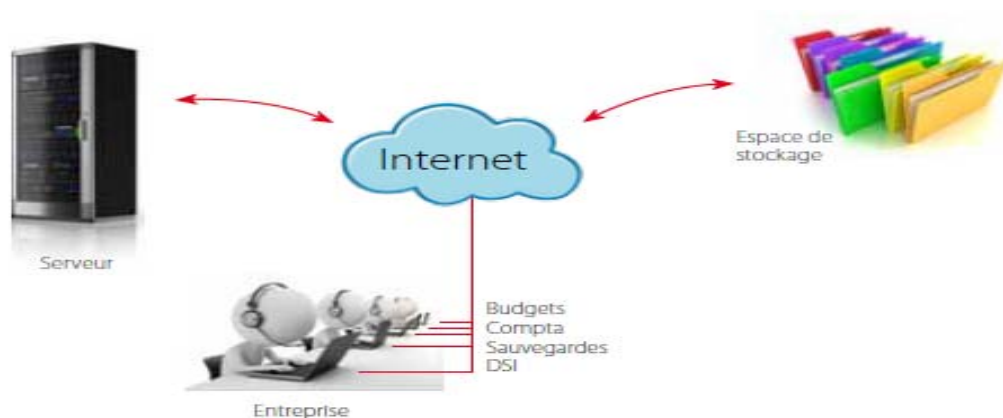 Internet
Espace de
stockage
Serveur
Budgets
Compta
Sauvegardes
DSI
Entreprise